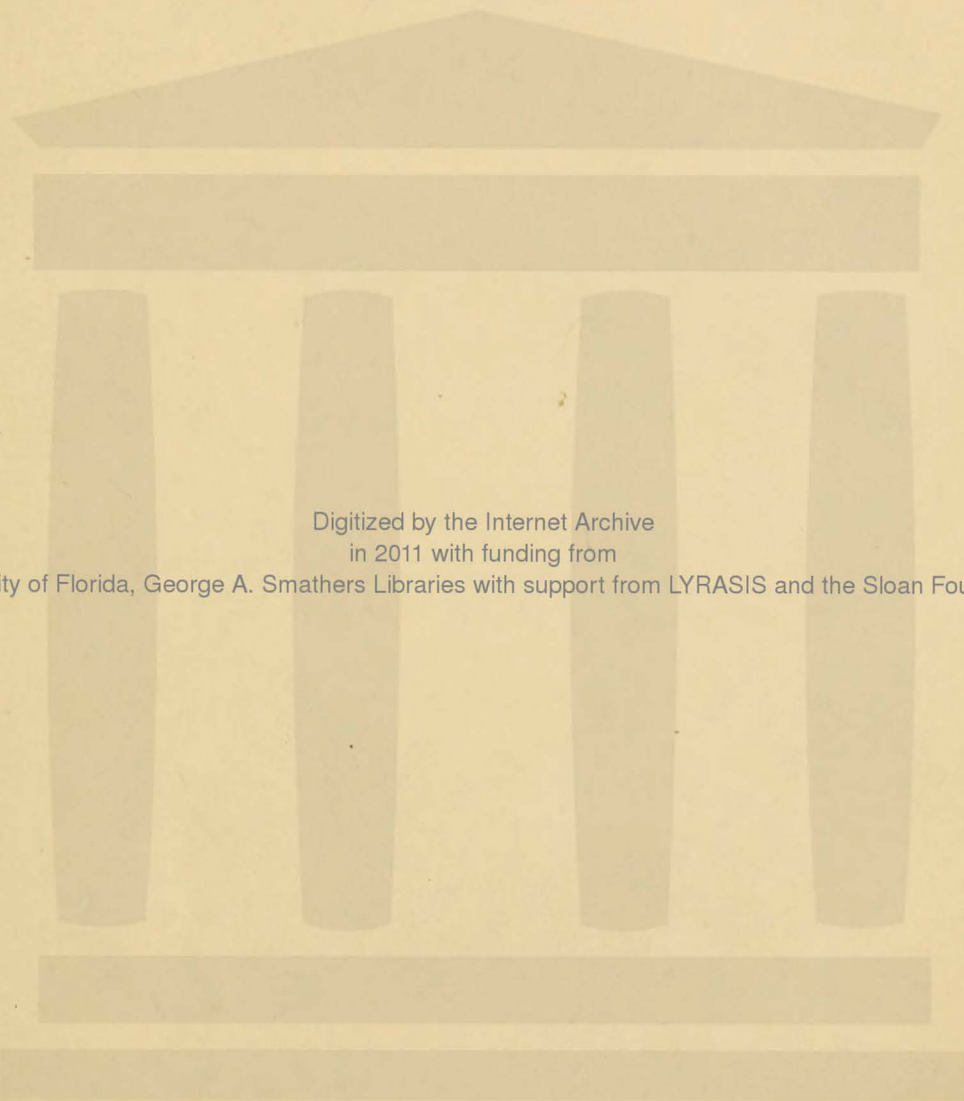 Digitized by the Internet Archive
in 2011 with funding from
ity of Florida, George A. Smathers Libraries with support from LYRASIS and the Sloan Fou